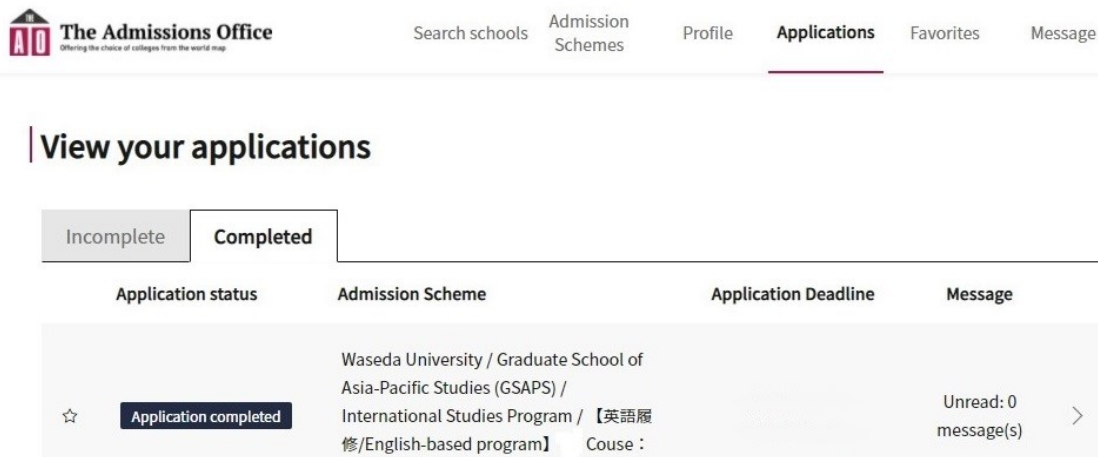 THE
AO
The Admissions Office
Offering the choice of colleges from the world map
Search schools
Admission
Schemes
Profile
Applications
Favorites
Message
View your applications
Incomplete
Completed
Application status
Admission Scheme
Application Deadline
Message
Application completed
Waseda University / Graduate School of
Asia-Pacific Studies (GSAPS) /
International Studies Program / 【英語履
修/English-based program】 Couse：
Unread: 0
message(s)